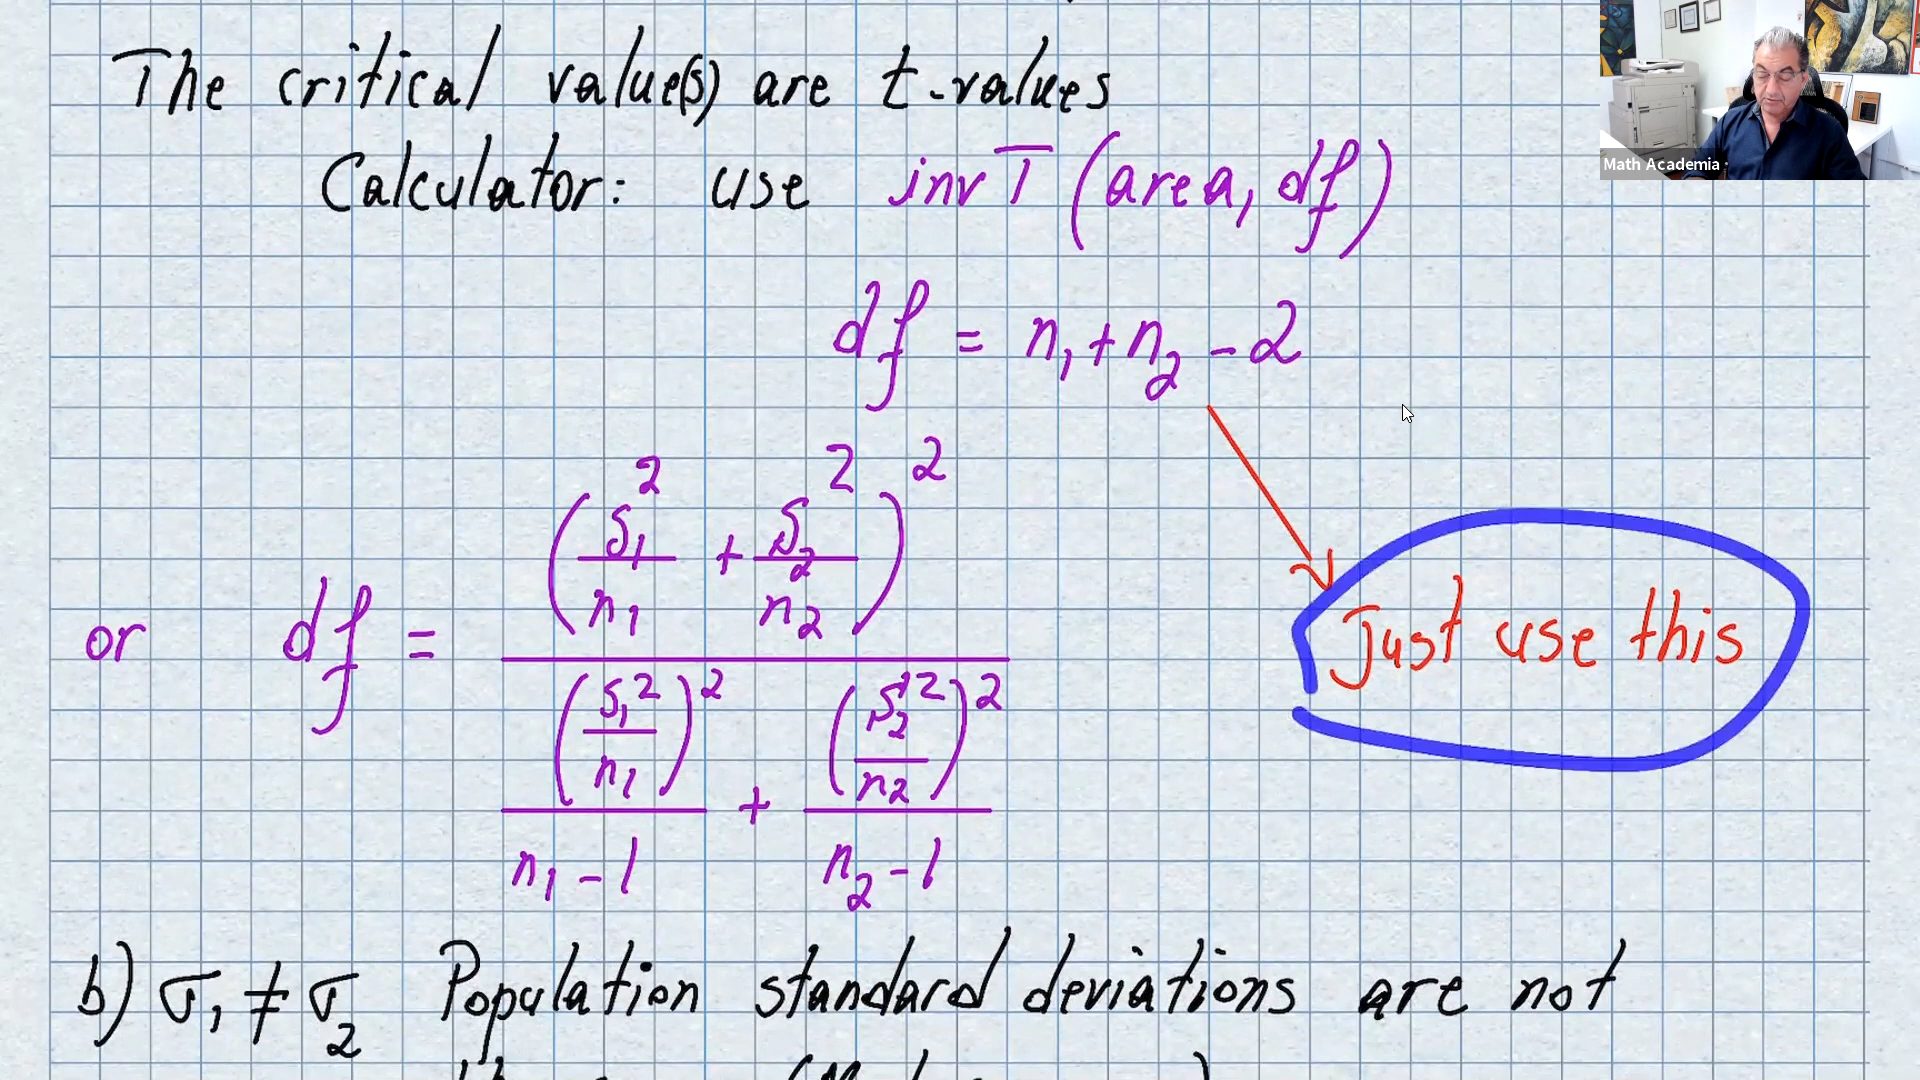 The critical value(s) are t-values
Math Academia
Calculator: use invT (area, df)
df = n₁ + n₂ - 2
or df = ((s₁²/n₁ + s₂²/n₂)²) / ((s₁²/n₁)²/(n₁ - 1) + (s₂²/n₂)²/(n₂ - 1))
Just use this
b) σ₁ ≠ σ₂ Population standard deviations are not